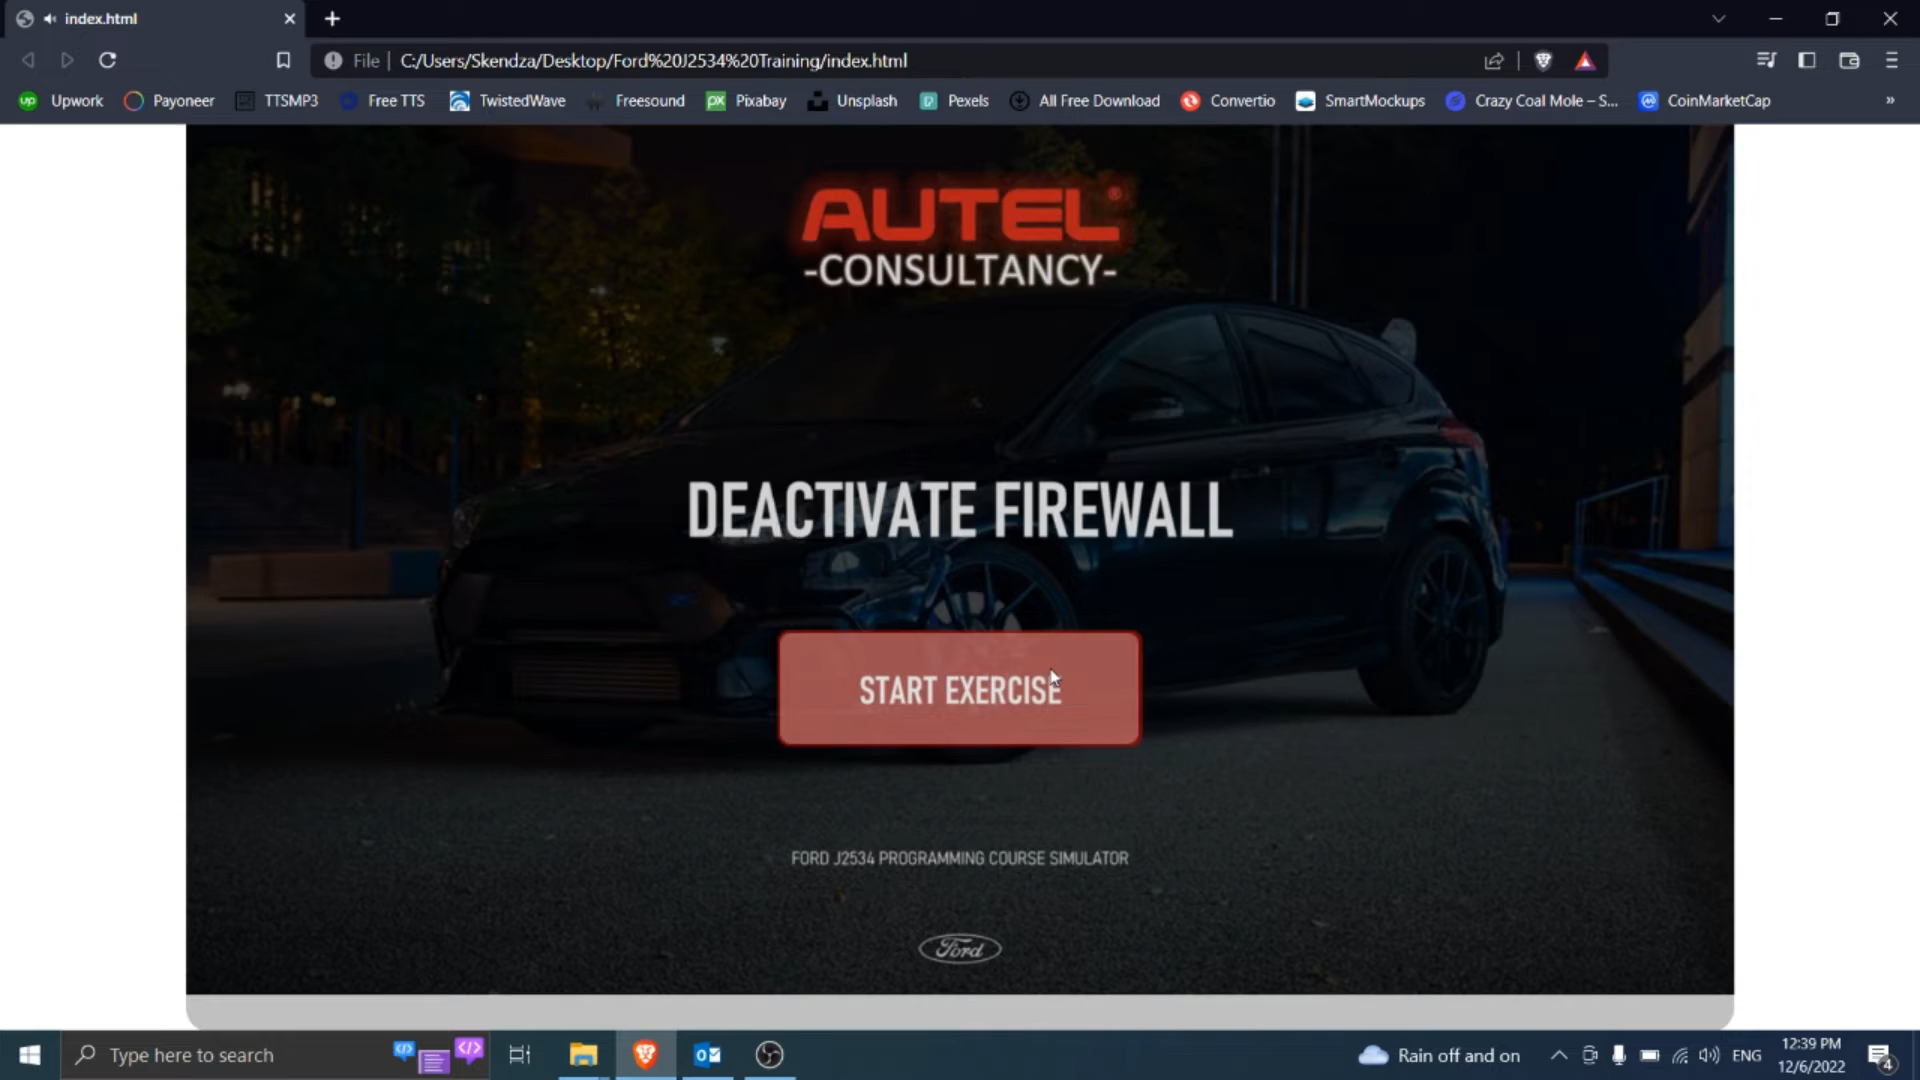 index.html
File
C:/Users/Skendza/Desktop/Ford%20J2534%20Training/index.html
up Upwork
Payoneer
TTSMP3
Free TTS
TwistedWave
Freesound
px Pixabay
Unsplash
Pexels
All Free Download
Convertio
SmartMockups
Crazy Coal Mole – S...
CoinMarketCap
»
AUTEL®
-CONSULTANCY-
DEACTIVATE FIREWALL
START EXERCISE
FORD J2534 PROGRAMMING COURSE SIMULATOR
Ford
Type here to search
Rain off and on
ENG
12:39 PM
12/6/2022
4